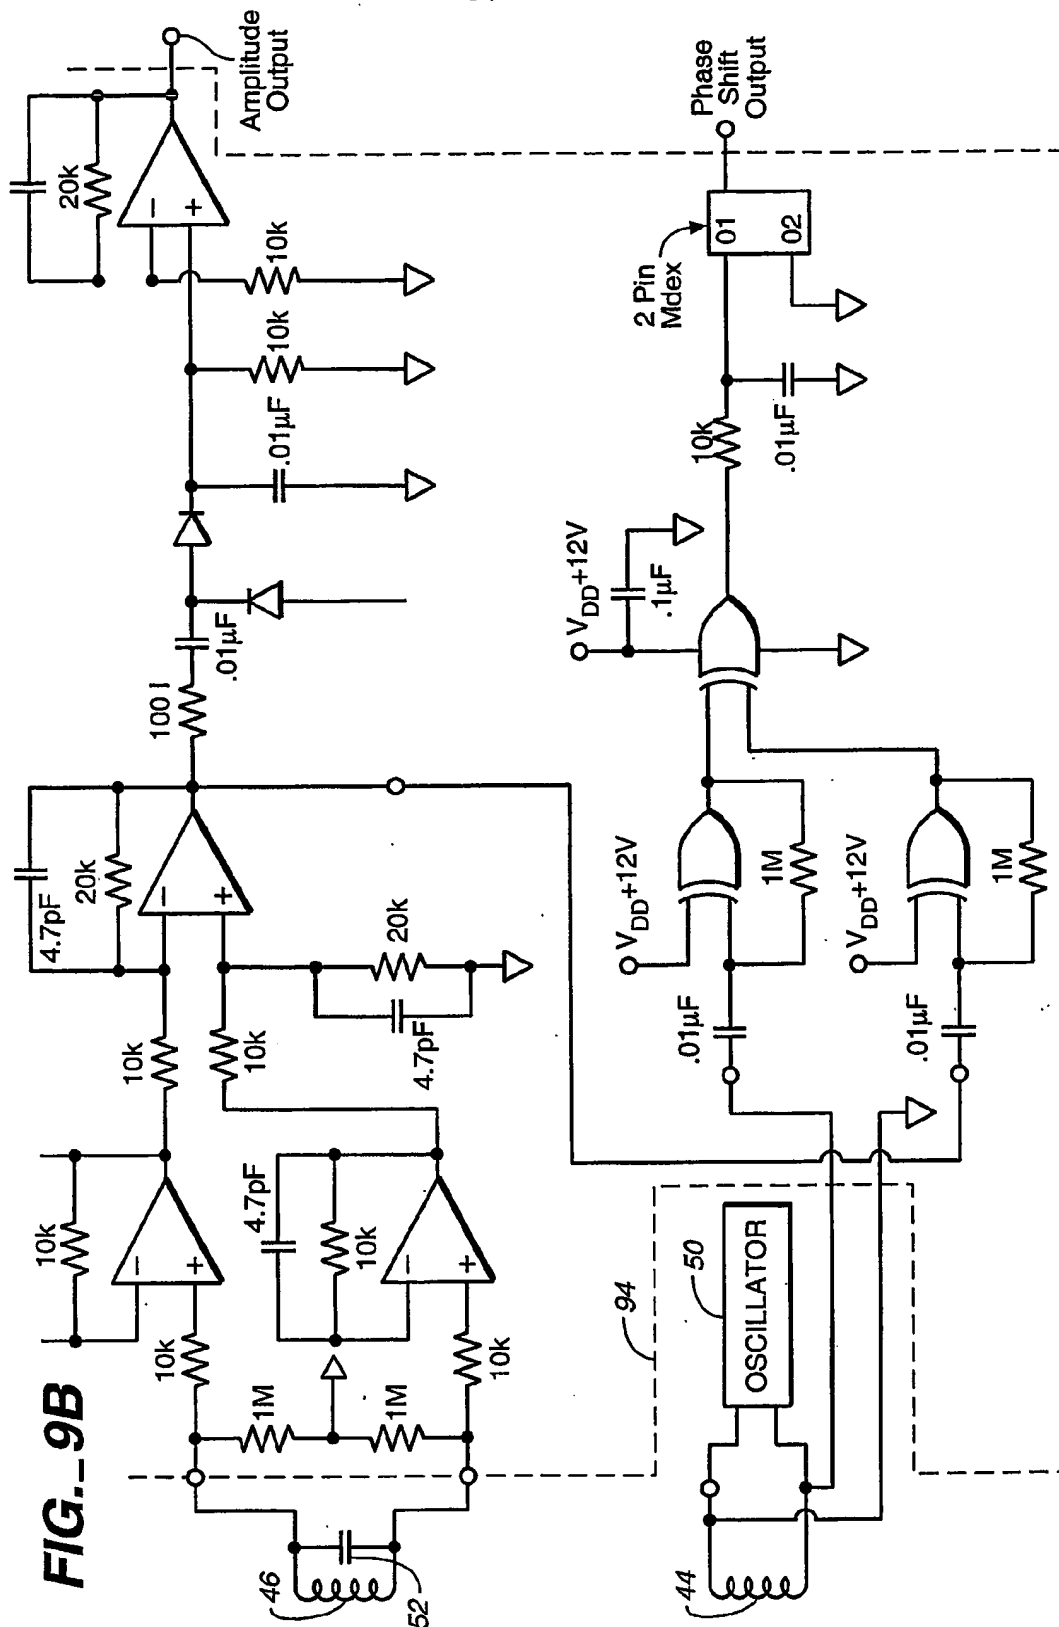 FIG._9B
46
52
1M
1M
10k
10k
10k
4.7pF
10k
10k
10k
4.7pF
20k
4.7pF
20k
100 I
.01µF
.01µF
10k
10k
20k
Amplitude
Output
44
50
OSCILLATOR
94
.01µF
.01µF
VDD+12V
1M
VDD+12V
1M
VDD+12V
.1µF
10k
.01µF
2 Pin
Mdex
01
02
Phase
Shift
Output